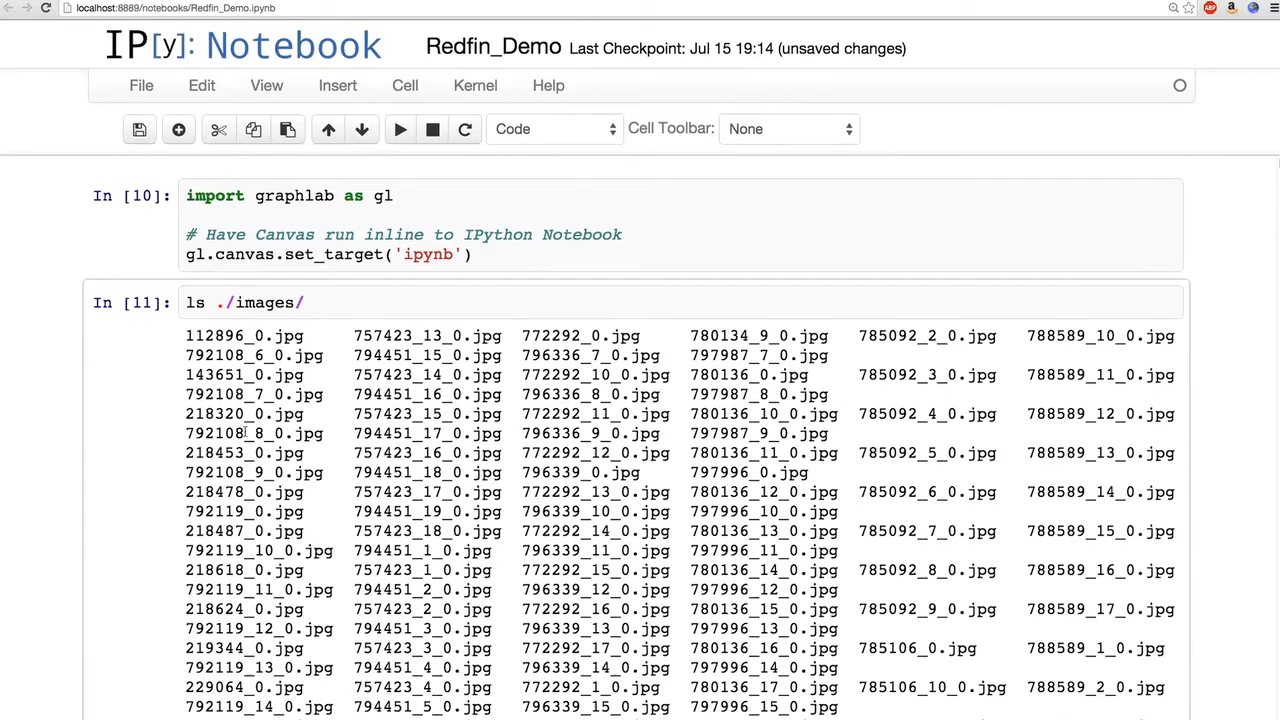 localhost:8889/notebooks/Redfin_Demo.ipynb
ABP
IP[y]: Notebook Redfin_Demo Last Checkpoint: Jul 15 19:14 (unsaved changes)
File Edit View Insert Cell Kernel Help
Code Cell Toolbar: None
In [10]: import graphlab as gl
# Have Canvas run inline to IPython Notebook
gl.canvas.set_target('ipynb')
In [11]: ls ./images/
112896_0.jpg 757423_13_0.jpg 772292_0.jpg 780134_9_0.jpg 785092_2_0.jpg 788589_10_0.jpg
792108_6_0.jpg 794451_15_0.jpg 796336_7_0.jpg 797987_7_0.jpg
143651_0.jpg 757423_14_0.jpg 772292_10_0.jpg 780136_0.jpg 785092_3_0.jpg 788589_11_0.jpg
792108_7_0.jpg 794451_16_0.jpg 796336_8_0.jpg 797987_8_0.jpg
218320_0.jpg 757423_15_0.jpg 772292_11_0.jpg 780136_10_0.jpg 785092_4_0.jpg 788589_12_0.jpg
792108_8_0.jpg 794451_17_0.jpg 796336_9_0.jpg 797987_9_0.jpg
218453_0.jpg 757423_16_0.jpg 772292_12_0.jpg 780136_11_0.jpg 785092_5_0.jpg 788589_13_0.jpg
792108_9_0.jpg 794451_18_0.jpg 796339_0.jpg 797996_0.jpg
218478_0.jpg 757423_17_0.jpg 772292_13_0.jpg 780136_12_0.jpg 785092_6_0.jpg 788589_14_0.jpg
792119_0.jpg 794451_19_0.jpg 796339_10_0.jpg 797996_10_0.jpg
218487_0.jpg 757423_18_0.jpg 772292_14_0.jpg 780136_13_0.jpg 785092_7_0.jpg 788589_15_0.jpg
792119_10_0.jpg 794451_1_0.jpg 796339_11_0.jpg 797996_11_0.jpg
218618_0.jpg 757423_1_0.jpg 772292_15_0.jpg 780136_14_0.jpg 785092_8_0.jpg 788589_16_0.jpg
792119_11_0.jpg 794451_2_0.jpg 796339_12_0.jpg 797996_12_0.jpg
218624_0.jpg 757423_2_0.jpg 772292_16_0.jpg 780136_15_0.jpg 785092_9_0.jpg 788589_17_0.jpg
792119_12_0.jpg 794451_3_0.jpg 796339_13_0.jpg 797996_13_0.jpg
219344_0.jpg 757423_3_0.jpg 772292_17_0.jpg 780136_16_0.jpg 785106_0.jpg 788589_1_0.jpg
792119_13_0.jpg 794451_4_0.jpg 796339_14_0.jpg 797996_14_0.jpg
229064_0.jpg 757423_4_0.jpg 772292_1_0.jpg 780136_17_0.jpg 785106_10_0.jpg 788589_2_0.jpg
792119_14_0.jpg 794451_5_0.jpg 796339_15_0.jpg 797996_15_0.jpg